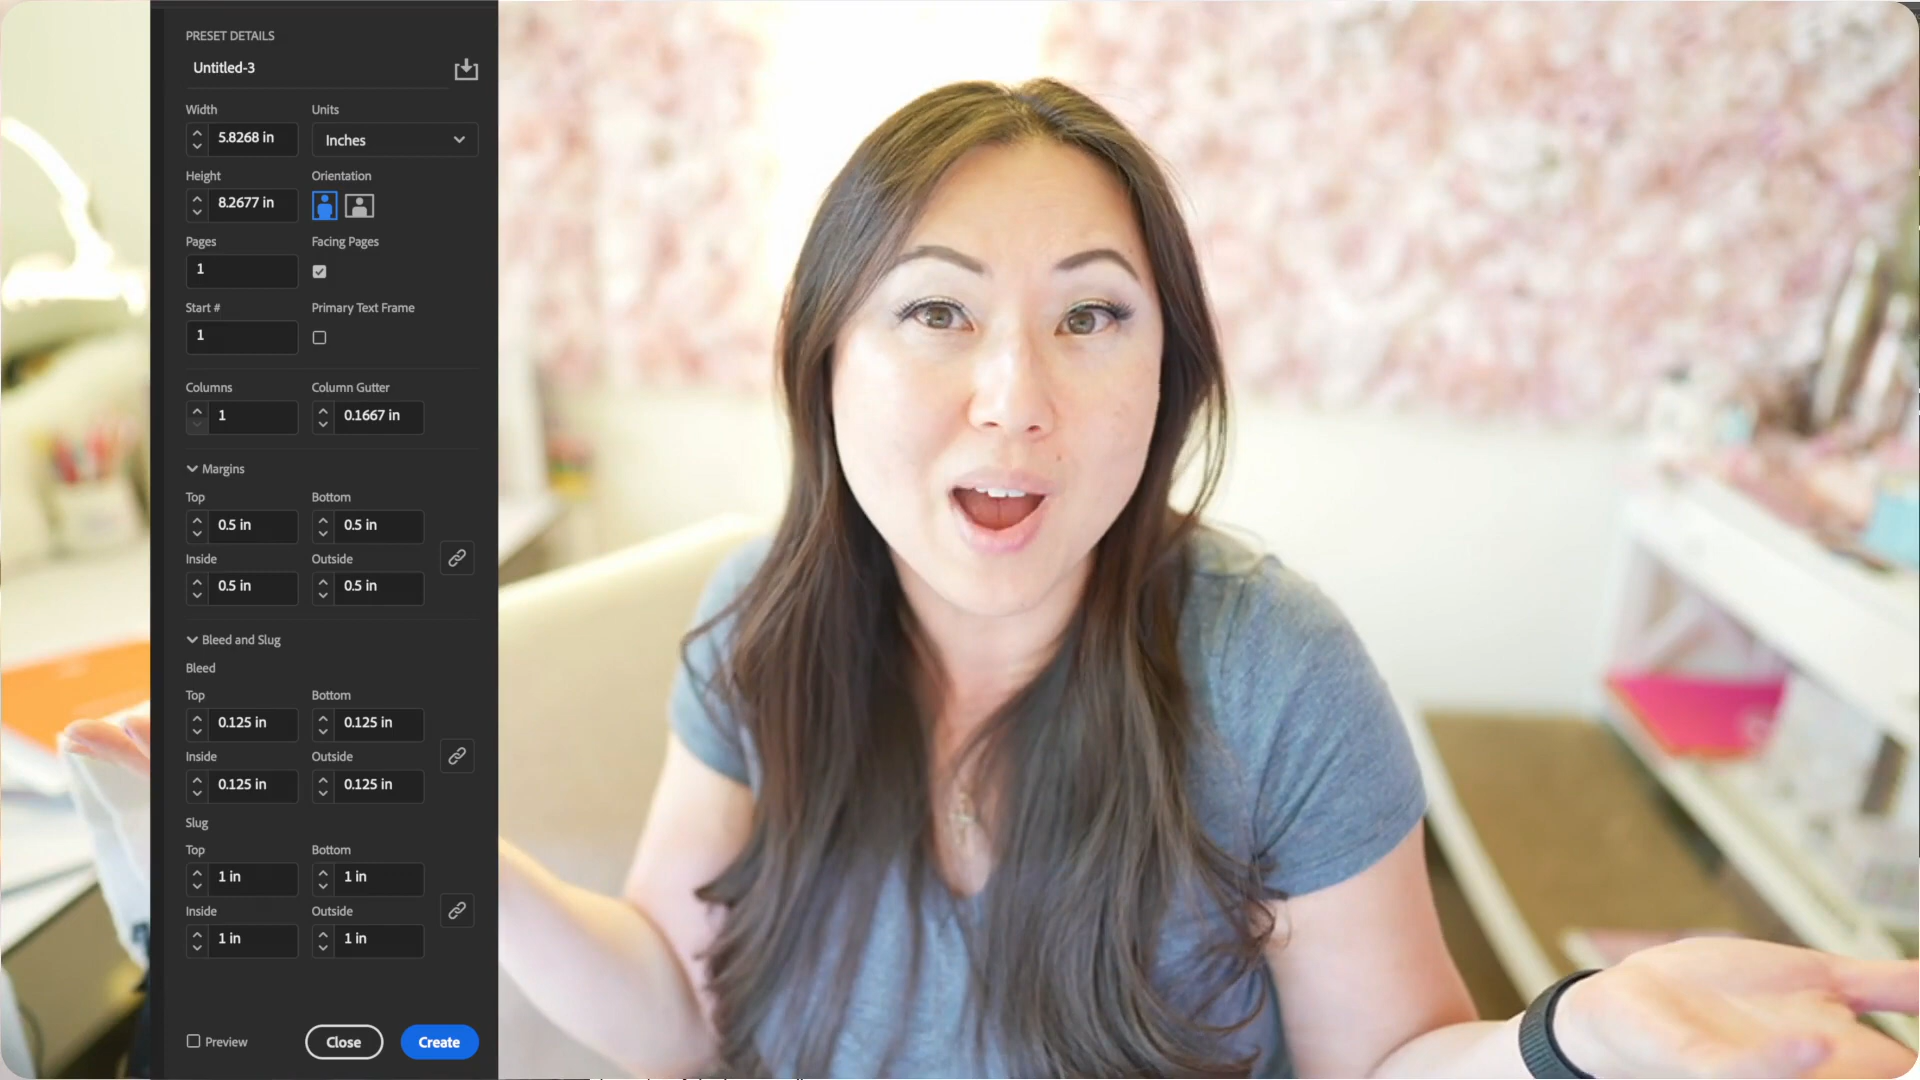 PRESET DETAILS
Untitled-3
Width Units
5.8268 in Inches
Height Orientation
8.2677 in
Pages Facing Pages
1
Start # Primary Text Frame
1
Columns Column Gutter
1 0.1667 in
Margins
Top Bottom
0.5 in 0.5 in
Inside Outside
0.5 in 0.5 in
Bleed and Slug
Bleed
Top Bottom
0.125 in 0.125 in
Inside Outside
0.125 in 0.125 in
Slug
Top Bottom
1 in 1 in
Inside Outside
1 in 1 in
Preview Close Create